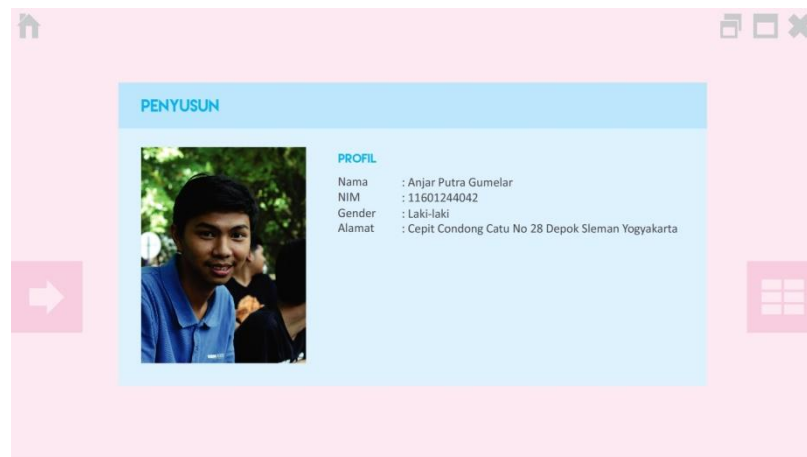 PENYUSUN
PROFIL
Nama : Anjar Putra Gumelar
NIM : 11601244042
Gender : Laki-laki
Alamat : Cepit Condong Catu No 28 Depok Sleman Yogyakarta